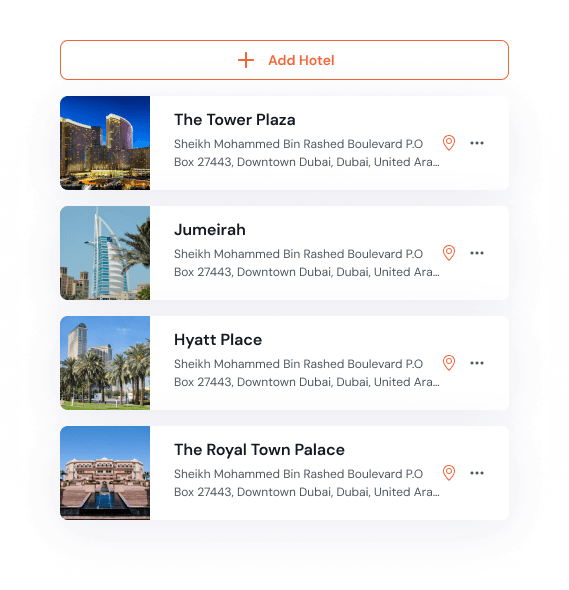 Add Hotel
The Tower Plaza
Sheikh Mohammed Bin Rashed Boulevard P.O
Box 27443, Downtown Dubai, Dubai, United Ara...
Jumeirah
Sheikh Mohammed Bin Rashed Boulevard P.O
Box 27443, Downtown Dubai, Dubai, United Ara...
Hyatt Place
Sheikh Mohammed Bin Rashed Boulevard P.O
Box 27443, Downtown Dubai, Dubai, United Ara...
The Royal Town Palace
Sheikh Mohammed Bin Rashed Boulevard P.O
Box 27443, Downtown Dubai, Dubai, United Ara...